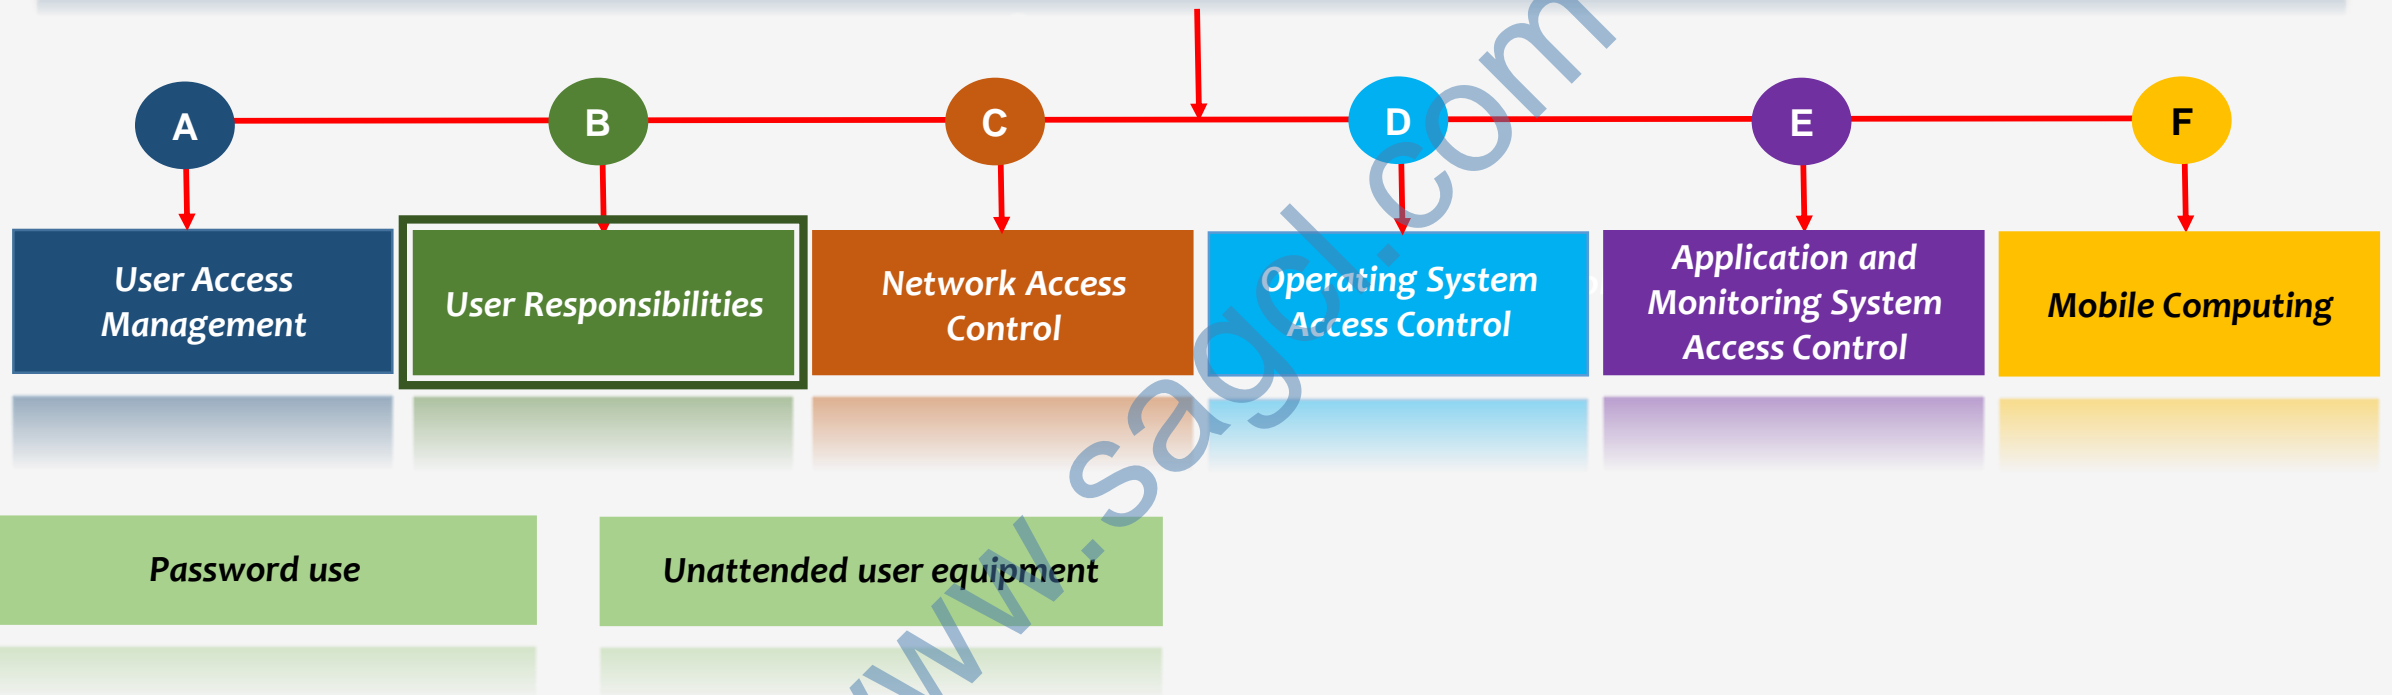 A
B
C
D
E
F
User Access
Management
User Responsibilities
Network Access
Control
Operating System
Access Control
Application and
Monitoring System
Access Control
Mobile Computing
Password use
Unattended user equipment
www.sagcl.com